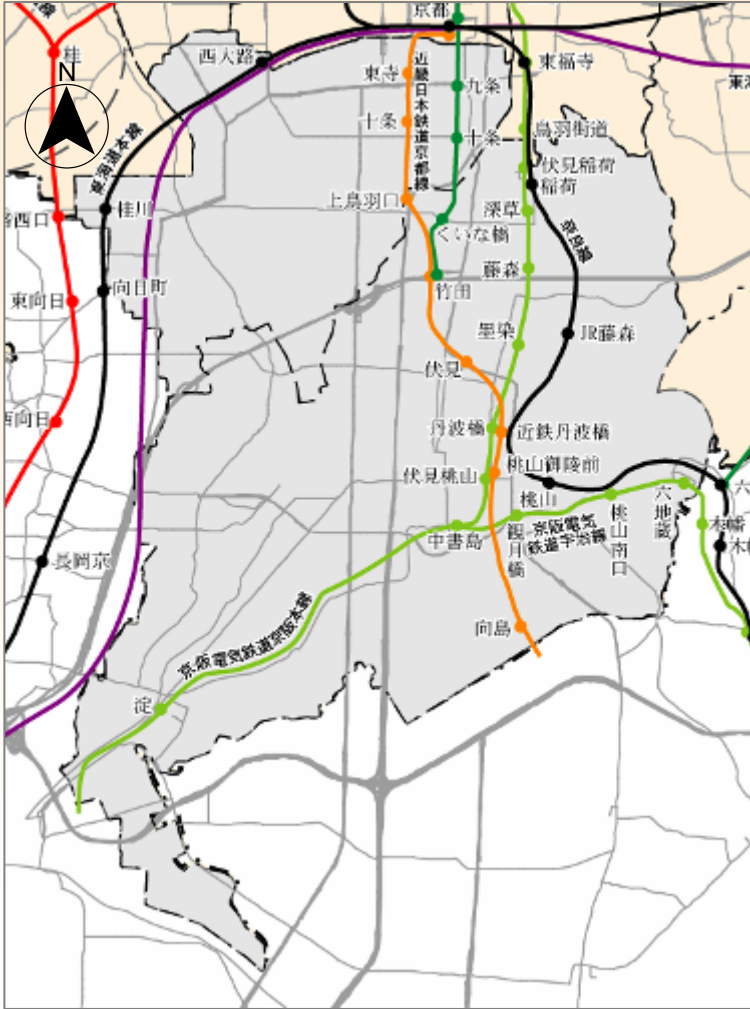 京都
桂
西大路
N
東寺
近畿日本鉄道京都線
九条
東福寺
十条
十条
鳥羽街道
東海道本線
伏見稲荷
稲荷
上鳥羽口
深草
桂川
くいな橋
奈良線
藤森
竹田
向日町
東向日
墨染
JR藤森
伏見
西向日
丹波橋
近鉄丹波橋
伏見桃山
桃山御陵前
桃山
六地蔵
中書島
観月橋
京阪電気
鉄道宇治線
桃山南口
木幡
長岡京
向島
京阪電気鉄道京阪本線
淀